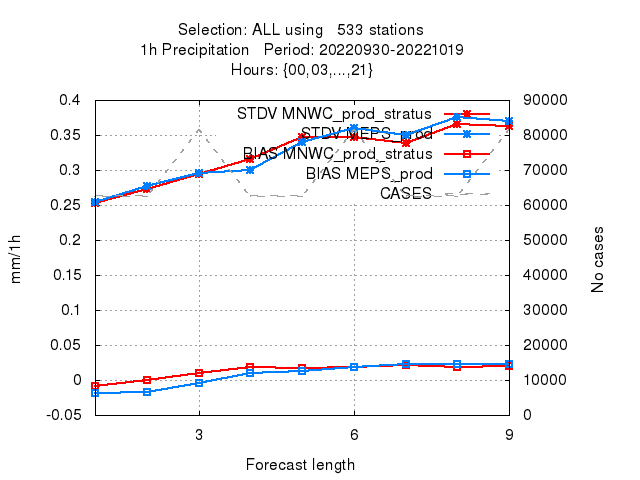 Selection: ALL using   533 stations
1h Precipitation   Period: 20220930-20221019
Hours: {00,03,...,21}
0.4
0.35
0.3
0.25
0.2
0.15
0.1
0.05
0
-0.05
mm/1h
STDV MNWC_prod_stratus
STDV MEPS_prod
BIAS MNWC_prod_stratus
BIAS MEPS_prod
CASES
90000
80000
70000
60000
50000
40000
30000
20000
10000
0
No cases
3
6
9
Forecast length